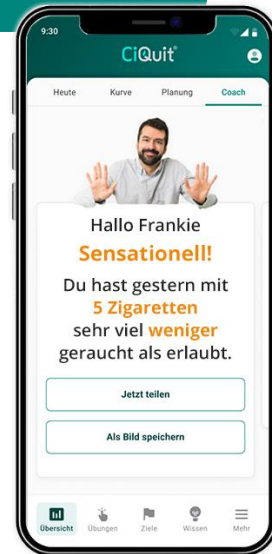 9:30
CiQuit®
Heute Kurve Planung Coach
Hallo Frankie
Sensationell!
Du hast gestern mit
5 Zigaretten
sehr viel weniger
geraucht als erlaubt.
Jetzt teilen
Als Bild speichern
Übersicht Übungen Ziele Wissen Mehr